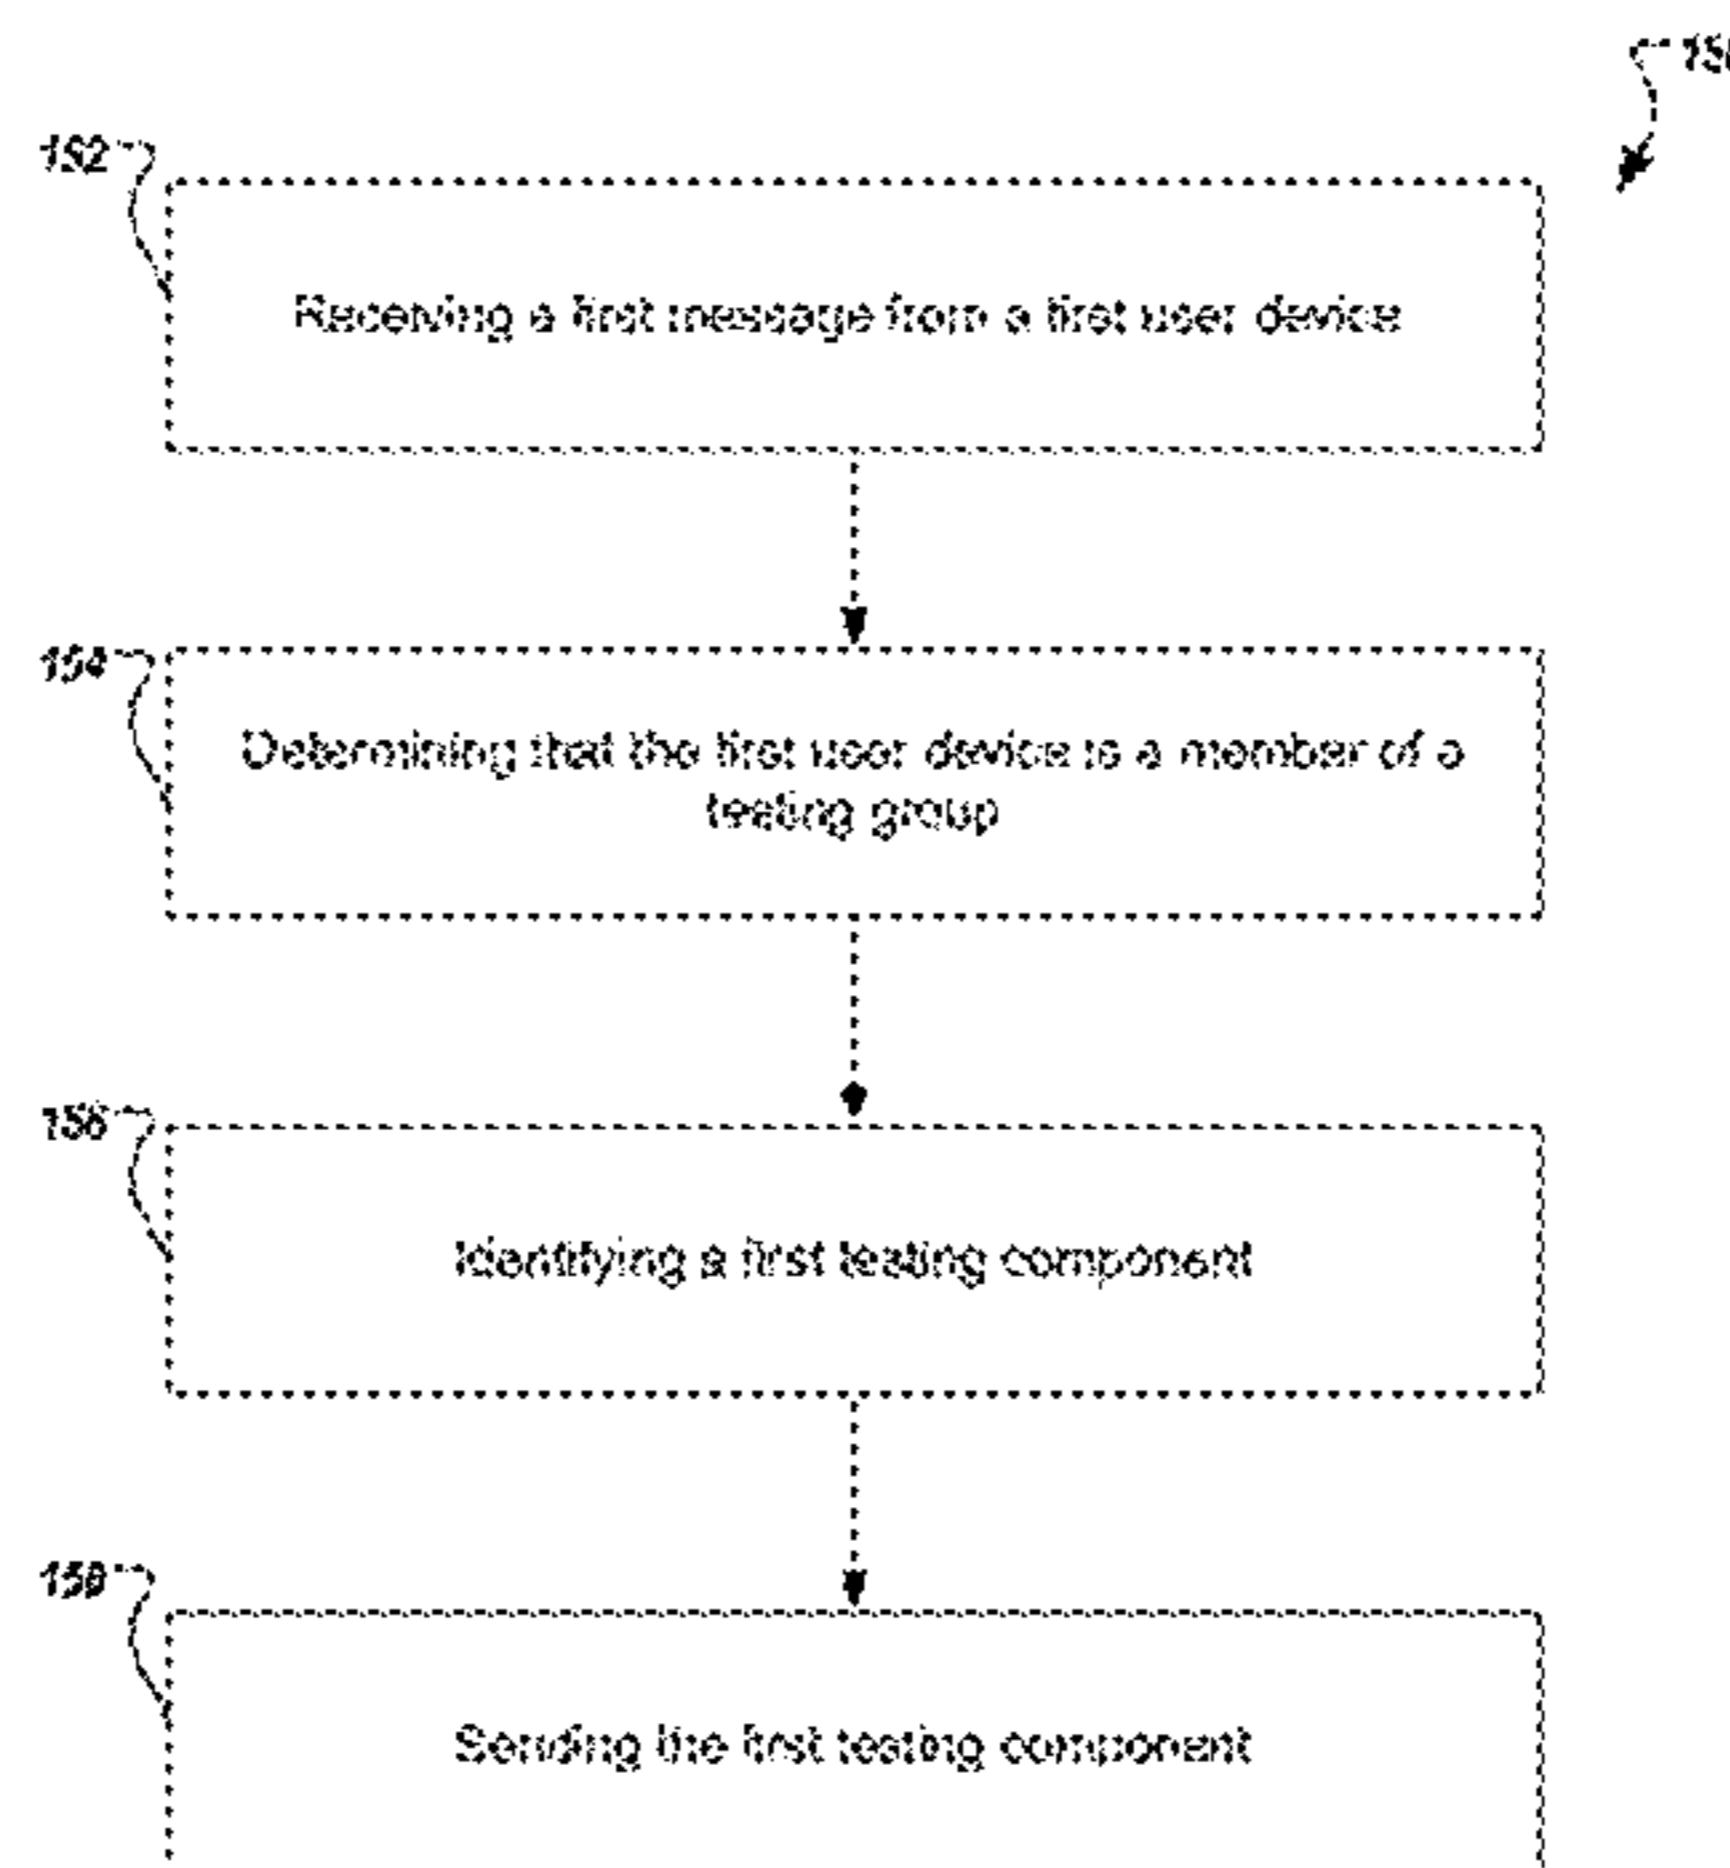 152
Receiving a first message from a first user device
154
Determining that the first user device is a member of a
testing group
156
Identifying a first testing component
158
Sending the first testing component